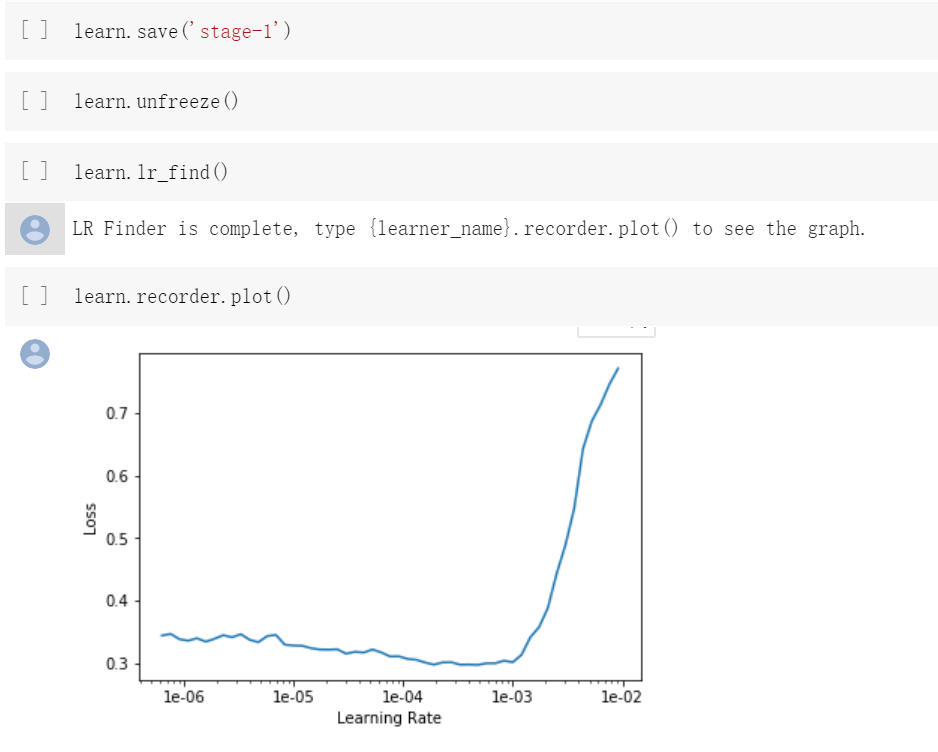 [ ] learn.save('stage-1')
[ ] learn.unfreeze()
[ ] learn.lr_find()
LR Finder is complete, type {learner_name}.recorder.plot() to see the graph.
[ ] learn.recorder.plot()
0.7
0.6
0.5
0.4
0.3
Loss
1e-06 1e-05 1e-04 1e-03 1e-02
Learning Rate